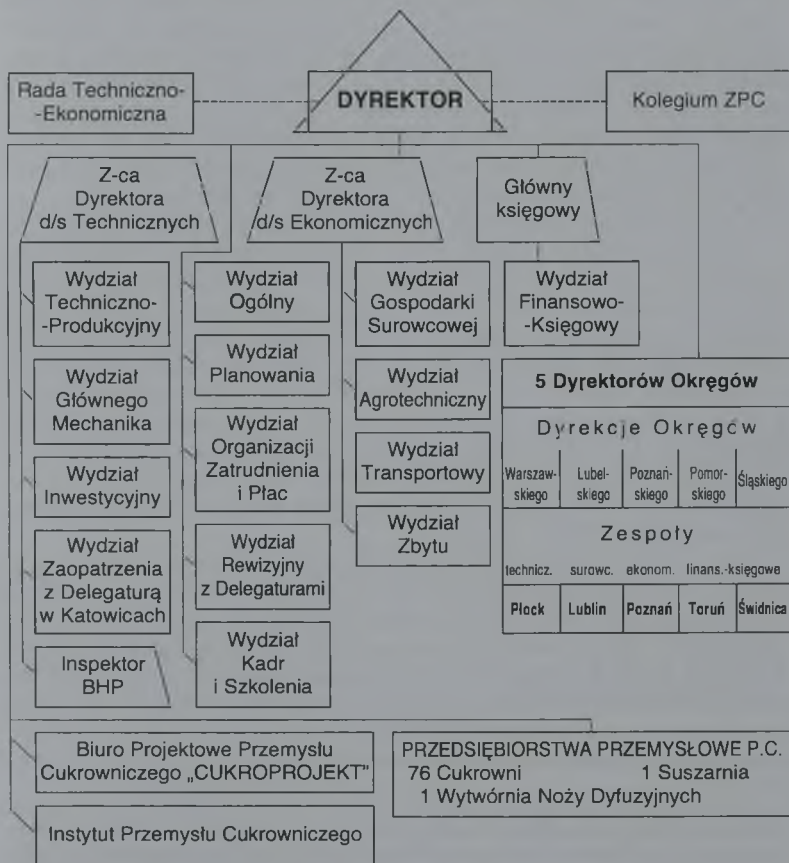 Rada Techniczno-
-Ekonomiczna
DYREKTOR
Kolegium ZPC
Z-ca
Dyrektora
d/s Technicznych
Z-ca
Dyrektora
d/s Ekonomicznych
Główny
księgowy
Wydział
Techniczno-
-Produkcyjny
Wydział
Głównego
Mechanika
Wydział
Inwestycyjny
Wydział
Zaopatrzenia
z Delegaturą
w Katowicach
Inspektor
BHP
Wydział
Ogólny
Wydział
Planowania
Wydział
Organizacji
Zatrudnienia
i Płac
Wydział
Rewizyjny
z Delegaturami
Wydział
Kadr
i Szkolenia
Wydział
Gospodarki
Surowcowej
Wydział
Agrotechniczny
Wydział
Transportowy
Wydział
Zbytu
Wydział
Finansowo-
-Księgowy
5 Dyrektorów Okręgów
Dyrekcje Okręgów
Warszaw-
skiego
Lubel-
skiego
Poznań-
skiego
Pomor-
skiego
Śląskiego
Zespoły
technicz. surowc. ekonom. finans.-księgowe
Płock Lublin Poznań Toruń Świdnica
Biuro Projektowe Przemysłu
Cukrowniczego „CUKROPROJEKT"
Instytut Przemysłu Cukrowniczego
PRZEDSIĘBIORSTWA PRZEMYSŁOWE P.C.
76 Cukrowni 1 Suszarnia
1 Wytwórnia Noży Dyfuzyjnych